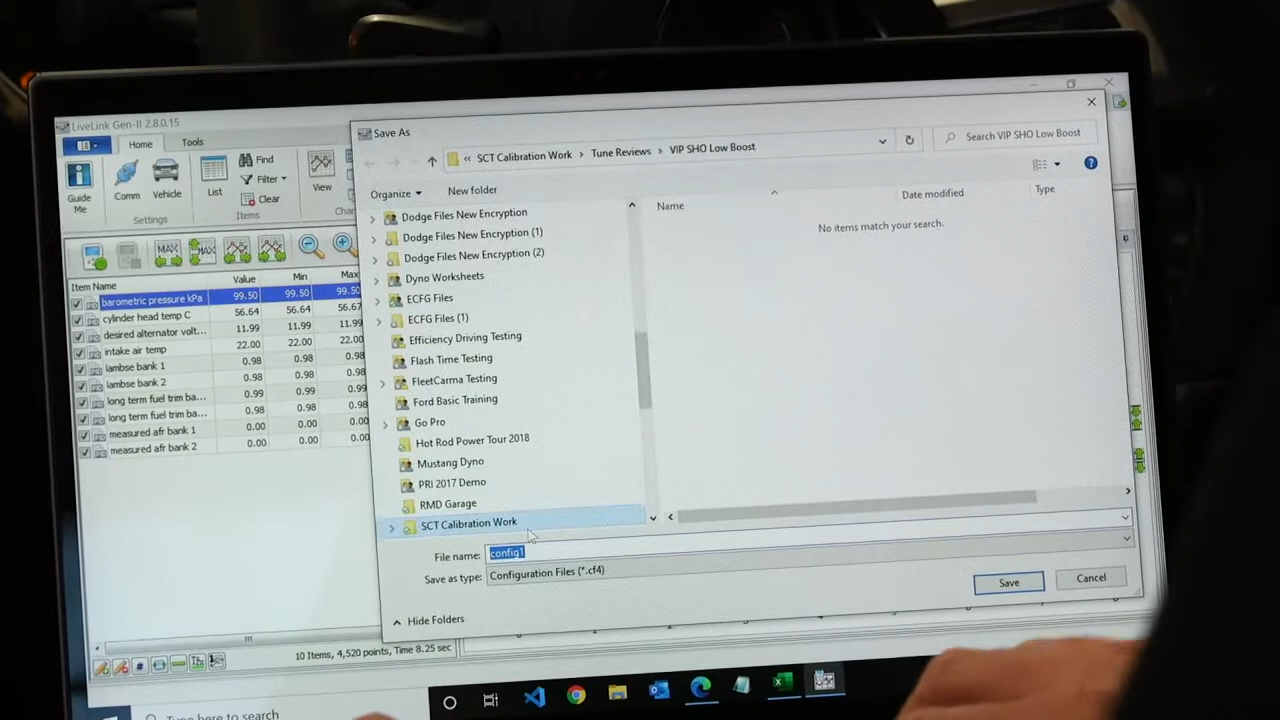 LiveLink Gen-II 2.8.0.15
Home
Tools
Guide Me
Comm
Vehicle
Settings
List
Find
Filter
Clear
Items
View
Item Name Value Min Max
barometric pressure kPa 99.50 99.50 99.50
cylinder head temp C 56.64 56.64 56.67
desired alternator volt... 11.99 11.99 11.99
intake air temp 22.00 22.00 22.00
lambse bank 1 0.98 0.98 0.98
lambse bank 2 0.98 0.98 0.98
long term fuel trim ba... 0.99 0.99 0.99
long term fuel trim ba... 0.98 0.98 0.98
measured afr bank 1 0.00 0.00 0.00
measured afr bank 2 0.00 0.00 0.00
10 Items, 4,520 points, Time 8.25 sec
Save As
« SCT Calibration Work > Tune Reviews > VIP SHO Low Boost
Search VIP SHO Low Boost
Organize
New folder
Dodge Files New Encryption
Dodge Files New Encryption (1)
Dodge Files New Encryption (2)
Dyno Worksheets
ECFG Files
ECFG Files (1)
Efficiency Driving Testing
Flash Time Testing
FleetCarma Testing
Ford Basic Training
Go Pro
Hot Rod Power Tour 2018
Mustang Dyno
PRI 2017 Demo
RMD Garage
SCT Calibration Work
Name Date modified Type
No items match your search.
File name: config1
Save as type: Configuration Files (*.cf4)
Hide Folders
Save
Cancel
Type here to search